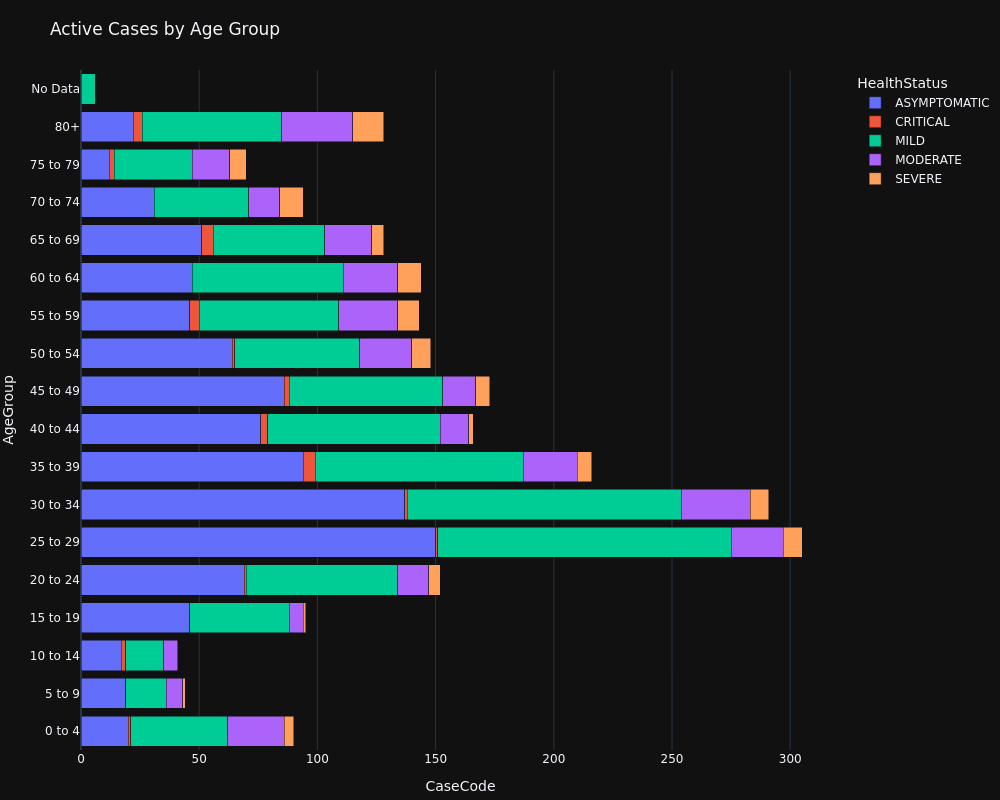 Active Cases by Age Group
HealthStatus
ASYMPTOMATIC
CRITICAL
MILD
MODERATE
SEVERE
AgeGroup
No Data
80+
75 to 79
70 to 74
65 to 69
60 to 64
55 to 59
50 to 54
45 to 49
40 to 44
35 to 39
30 to 34
25 to 29
20 to 24
15 to 19
10 to 14
5 to 9
0 to 4
0 50 100 150 200 250 300
CaseCode